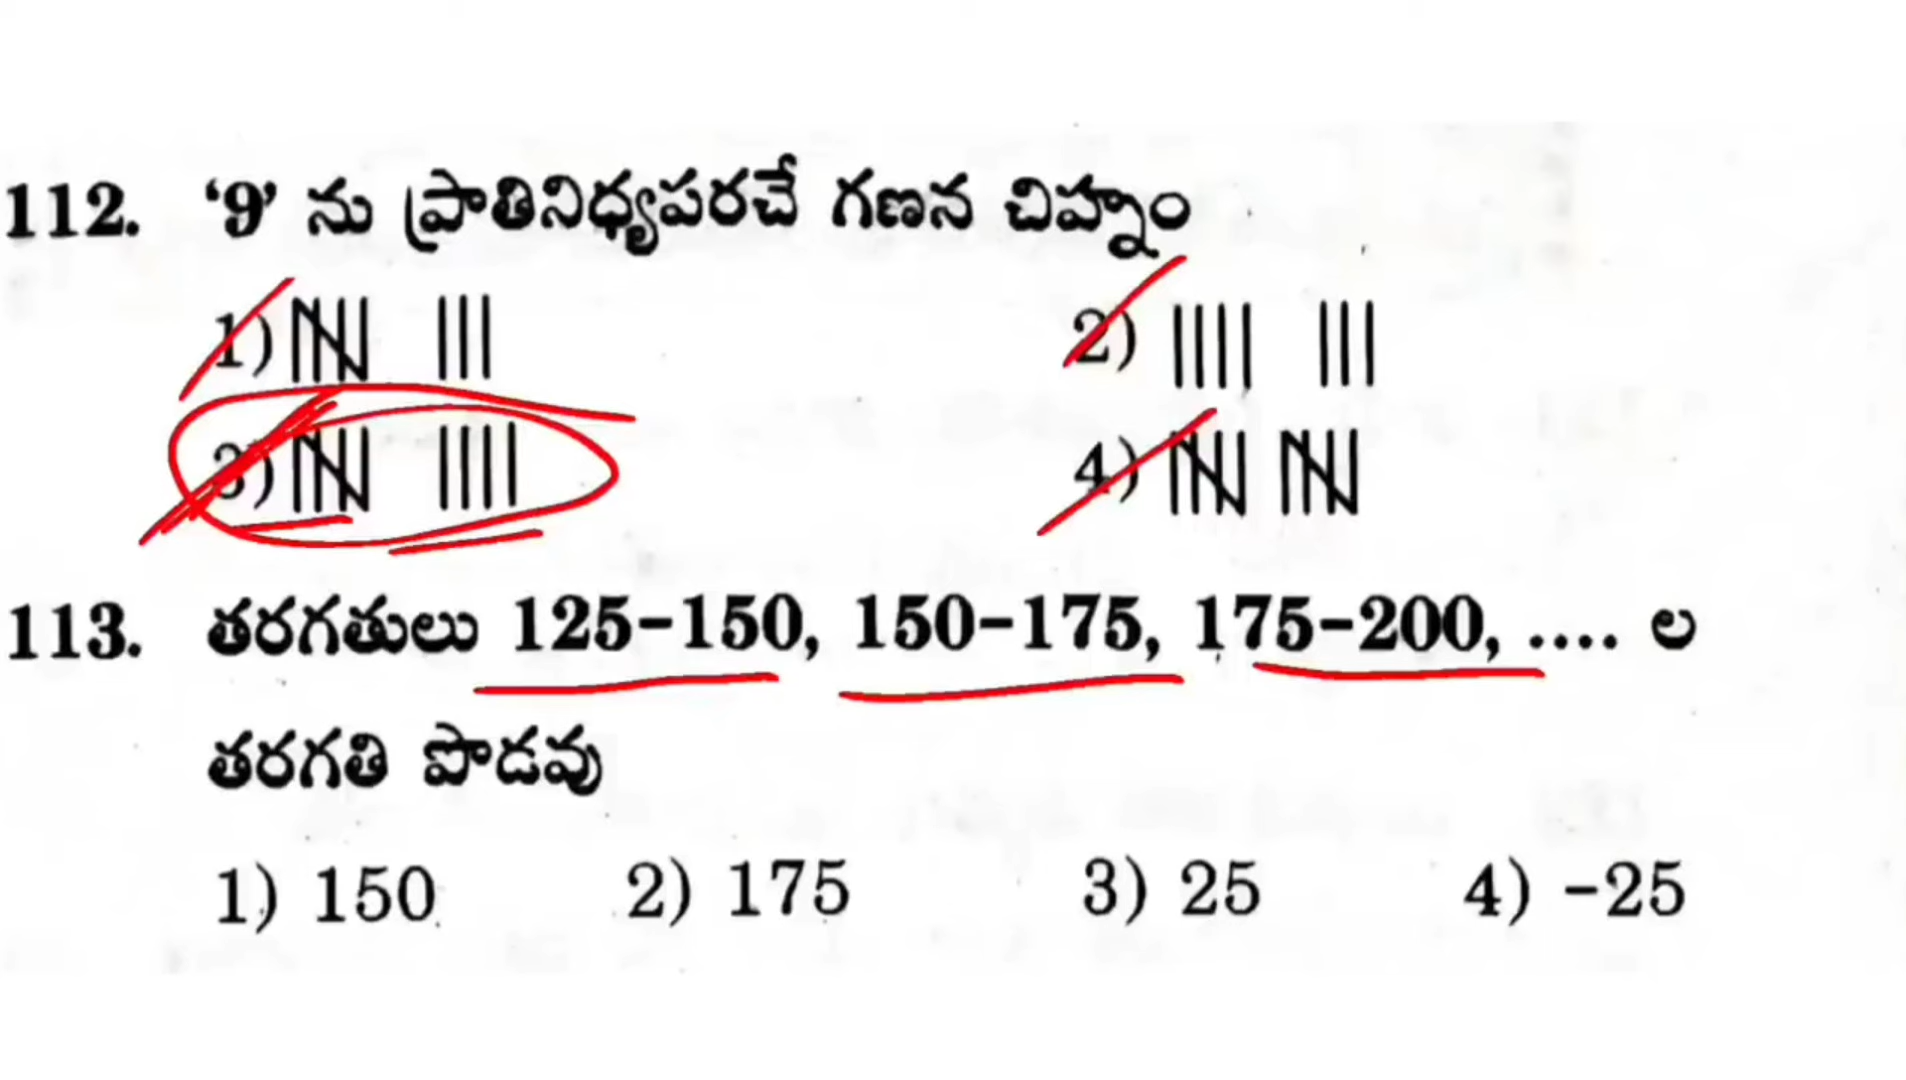 112. ‘9’ ను ప్రాతినిధ్యపరచే గణన చిహ్నం
1) 𝍸 ||| 2) |||| |||
3) 𝍸 |||| 4) 𝍸 𝍸
113. తరగతులు 125-150, 150-175, 175-200, .... ల
తరగతి పొడవు
1) 150 2) 175 3) 25 4) -25